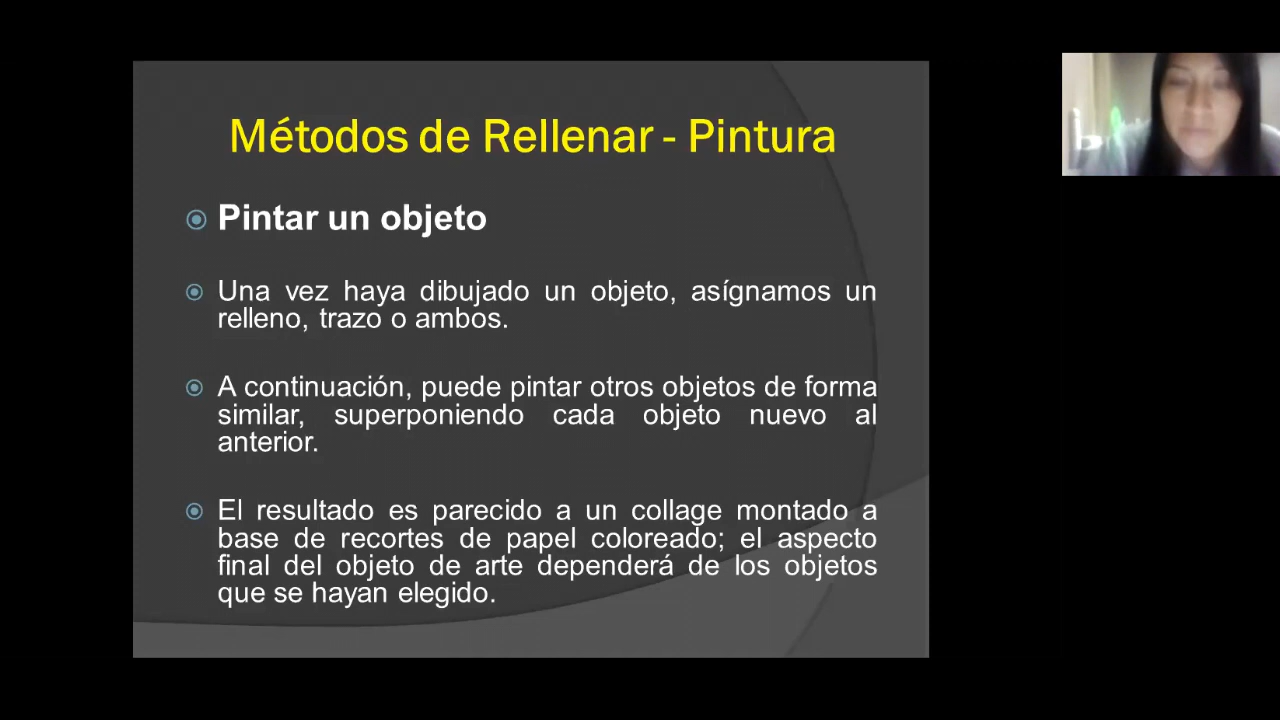 Métodos de Rellenar - Pintura
Pintar un objeto
Una vez haya dibujado un objeto, asígnamos un
relleno, trazo o ambos.
A continuación, puede pintar otros objetos de forma
similar, superponiendo cada objeto nuevo al
anterior.
El resultado es parecido a un collage montado a
base de recortes de papel coloreado; el aspecto
final del objeto de arte dependerá de los objetos
que se hayan elegido.